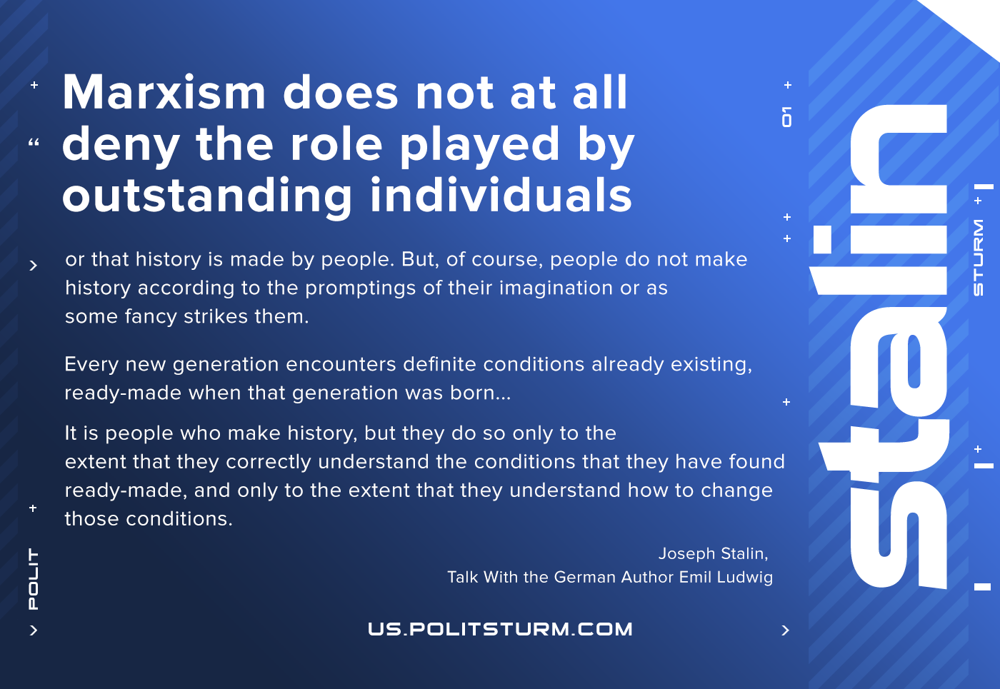 “
Marxism does not at all
deny the role played by
outstanding individuals
or that history is made by people. But, of course, people do not make
history according to the promptings of their imagination or as
some fancy strikes them.
Every new generation encounters definite conditions already existing,
ready-made when that generation was born...
It is people who make history, but they do so only to the
extent that they correctly understand the conditions that they have found
ready-made, and only to the extent that they understand how to change
those conditions.
Joseph Stalin,
Talk With the German Author Emil Ludwig
US.POLITSTURM.COM
POLIT
01
stalin
STURM